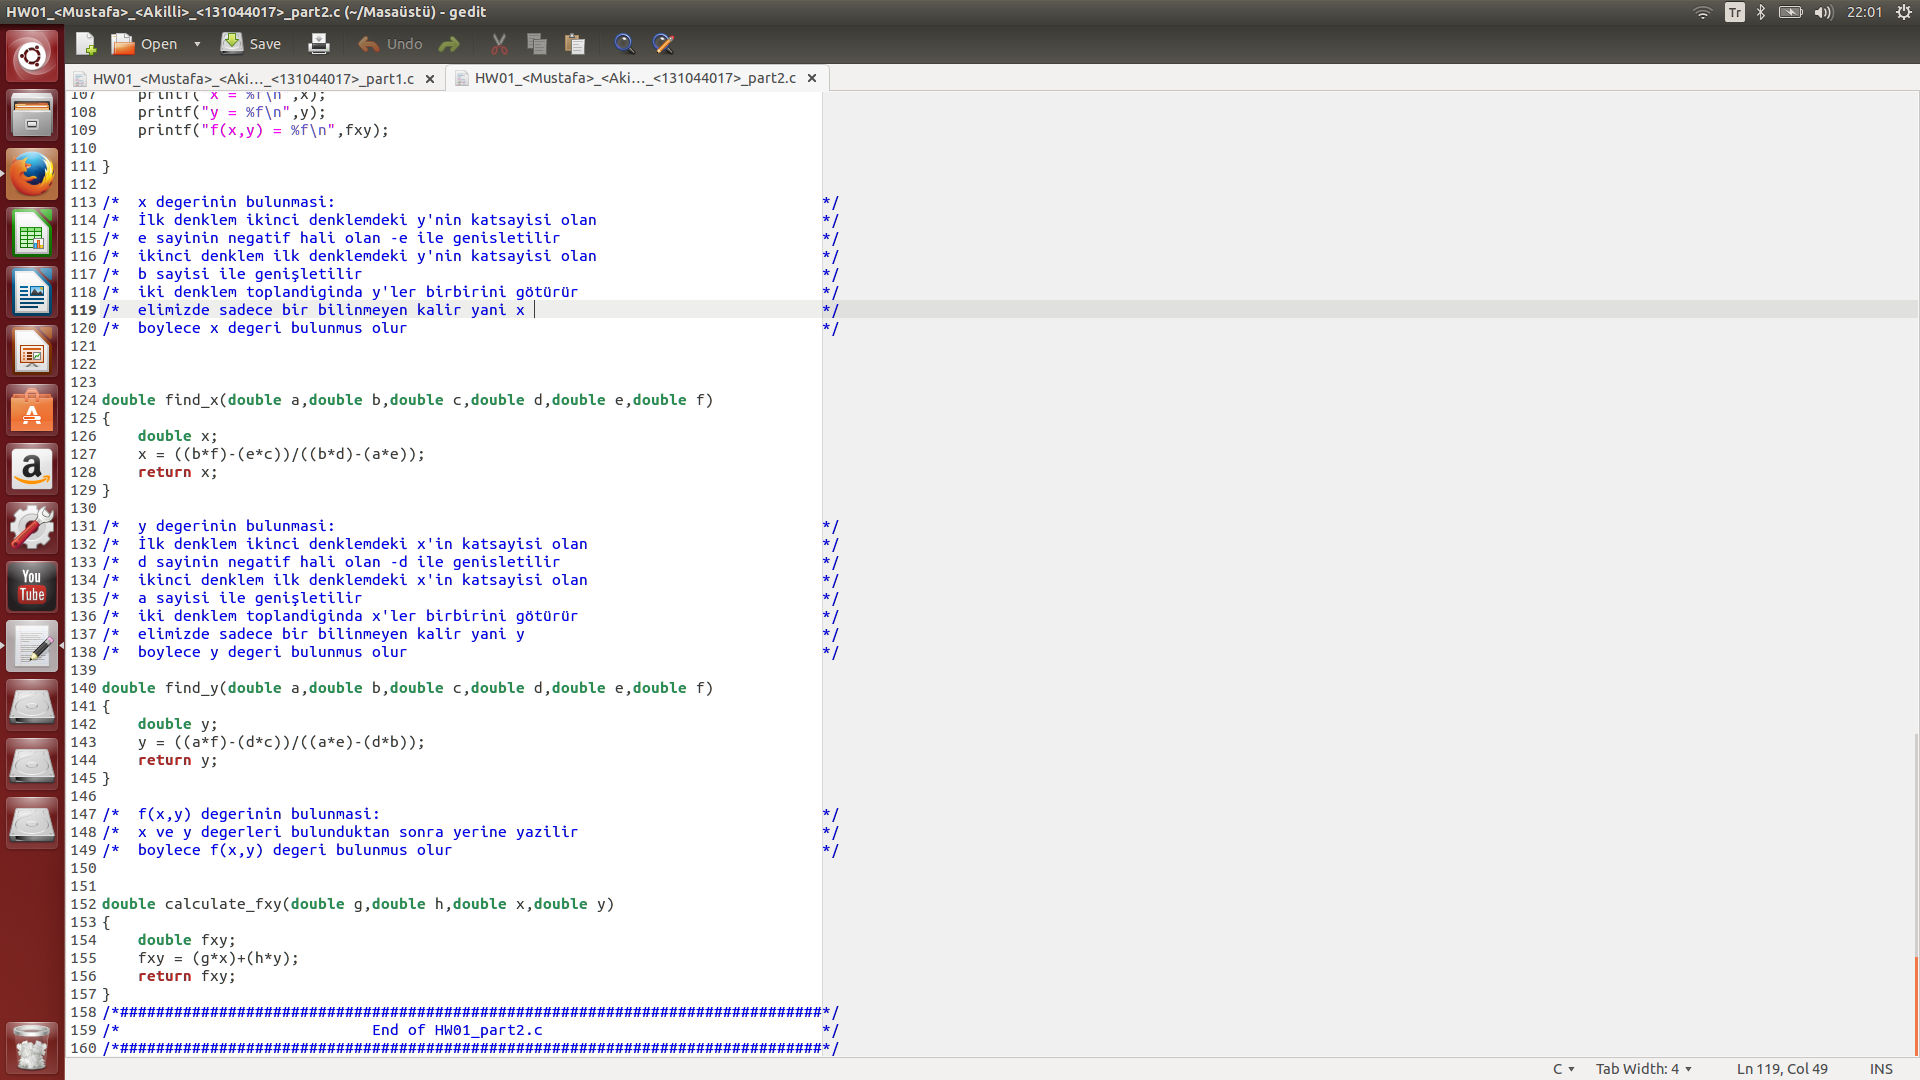 HW01_<Mustafa>_<Akilli>_<131044017>_part2.c (~/Masaüstü) - gedit
Tr
22:01
Open
Save
Undo
HW01_<Mustafa>_<Aki..._<131044017>_part1.c
HW01_<Mustafa>_<Aki..._<131044017>_part2.c
107     printf("x = %f\n",x);
108     printf("y = %f\n",y);
109     printf("f(x,y) = %f\n",fxy);
110
111 }
112
113 /*  x degerinin bulunmasi: */
114 /*  İlk denklem ikinci denklemdeki y'nin katsayisi olan */
115 /*  e sayinin negatif hali olan -e ile genisletilir */
116 /*  ikinci denklem ilk denklemdeki y'nin katsayisi olan */
117 /*  b sayisi ile genişletilir */
118 /*  iki denklem toplandiginda y'ler birbirini götürür */
119 /*  elimizde sadece bir bilinmeyen kalir yani x */
120 /*  boylece x degeri bulunmus olur */
121
122
123
124 double find_x(double a,double b,double c,double d,double e,double f)
125 {
126     double x;
127     x = ((b*f)-(e*c))/((b*d)-(a*e));
128     return x;
129 }
130
131 /*  y degerinin bulunmasi: */
132 /*  İlk denklem ikinci denklemdeki x'in katsayisi olan */
133 /*  d sayinin negatif hali olan -d ile genisletilir */
134 /*  ikinci denklem ilk denklemdeki x'in katsayisi olan */
135 /*  a sayisi ile genişletilir */
136 /*  iki denklem toplandiginda x'ler birbirini götürür */
137 /*  elimizde sadece bir bilinmeyen kalir yani y */
138 /*  boylece y degeri bulunmus olur */
139
140 double find_y(double a,double b,double c,double d,double e,double f)
141 {
142     double y;
143     y = ((a*f)-(d*c))/((a*e)-(d*b));
144     return y;
145 }
146
147 /*  f(x,y) degerinin bulunmasi: */
148 /*  x ve y degerleri bulunduktan sonra yerine yazilir */
149 /*  boylece f(x,y) degeri bulunmus olur */
150
151
152 double calculate_fxy(double g,double h,double x,double y)
153 {
154     double fxy;
155     fxy = (g*x)+(h*y);
156     return fxy;
157 }
158 /*##############################################################################*/
159 /*                            End of HW01_part2.c                               */
160 /*##############################################################################*/
You
Tube
C
Tab Width: 4
Ln 119, Col 49
INS